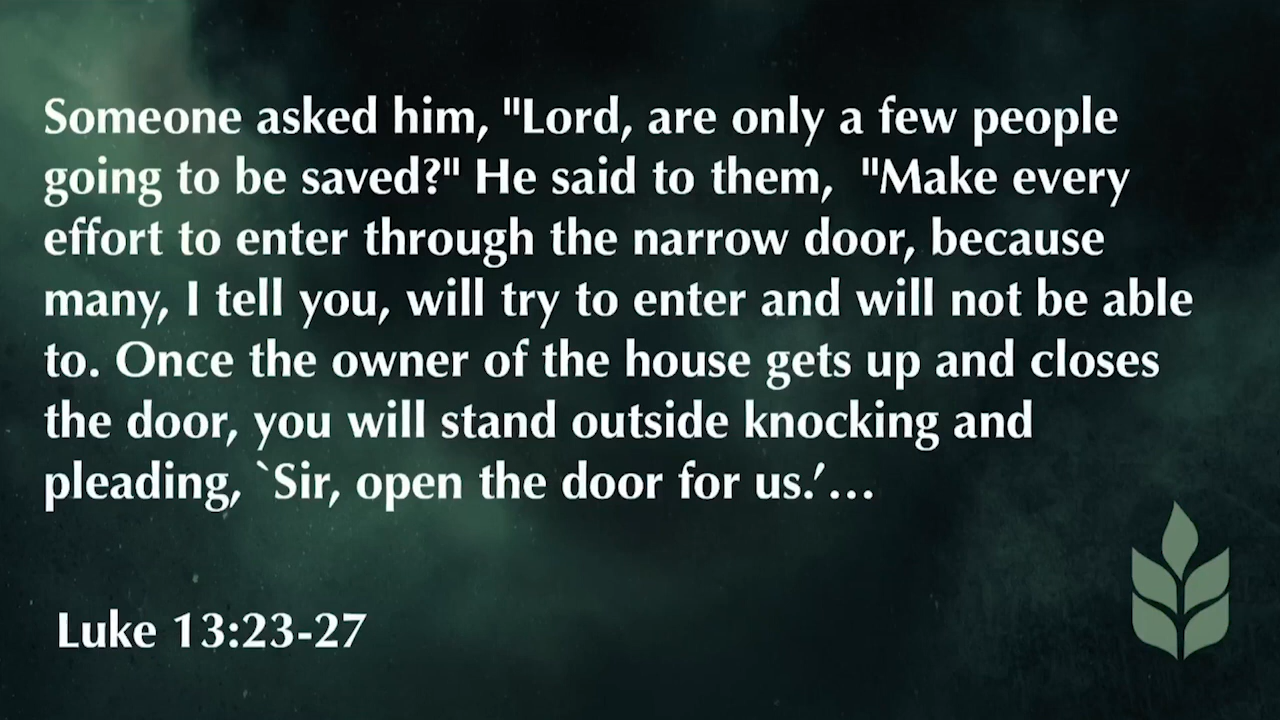 Someone asked him, "Lord, are only a few people
going to be saved?" He said to them,  "Make every
effort to enter through the narrow door, because
many, I tell you, will try to enter and will not be able
to. Once the owner of the house gets up and closes
the door, you will stand outside knocking and
pleading, `Sir, open the door for us.’…
Luke 13:23-27